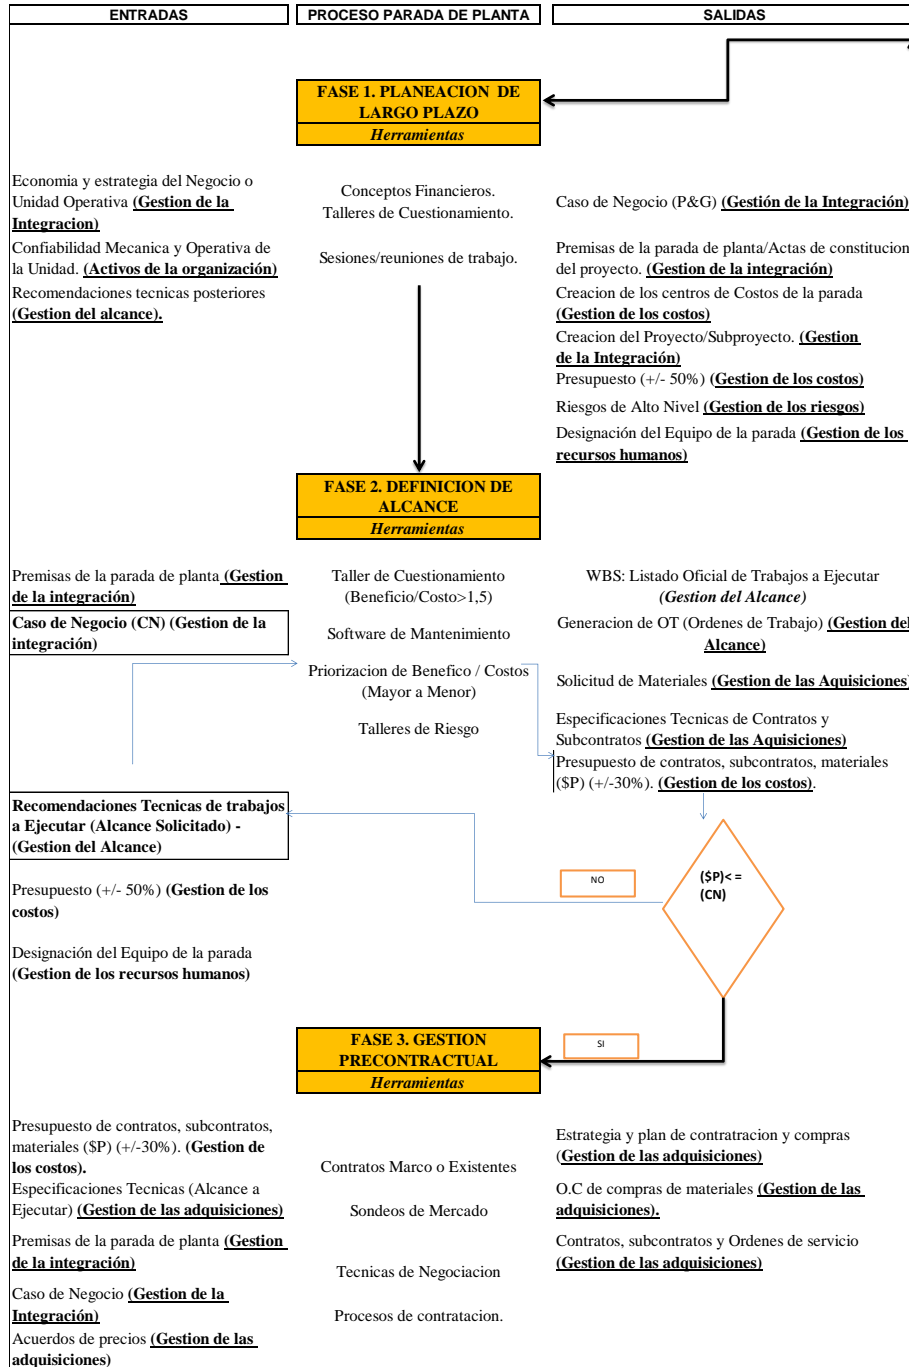 ENTRADAS
PROCESO PARADA DE PLANTA
SALIDAS
FASE 1. PLANEACION DE
LARGO PLAZO
Herramientas
Economia y estrategia del Negocio o
Unidad Operativa (Gestion de la
Integracion)
Confiabilidad Mecanica y Operativa de
la Unidad. (Activos de la organización)
Recomendaciones tecnicas posteriores
(Gestion del alcance).
Conceptos Financieros.
Talleres de Cuestionamiento.
Sesiones/reuniones de trabajo.
Caso de Negocio (P&G) (Gestión de la Integración)
Premisas de la parada de planta/Actas de constitucion
del proyecto. (Gestion de la integración)
Creacion de los centros de Costos de la parada
(Gestion de los costos)
Creacion del Proyecto/Subproyecto. (Gestion
de la Integración)
Presupuesto (+/- 50%) (Gestion de los costos)
Riesgos de Alto Nivel (Gestion de los riesgos)
Designación del Equipo de la parada (Gestion de los
recursos humanos)
FASE 2. DEFINICION DE
ALCANCE
Herramientas
Premisas de la parada de planta (Gestion
de la integración)
Caso de Negocio (CN) (Gestion de la
integración)
Recomendaciones Tecnicas de trabajos
a Ejecutar (Alcance Solicitado) -
(Gestion del Alcance)
Presupuesto (+/- 50%) (Gestion de los
costos)
Designación del Equipo de la parada
(Gestion de los recursos humanos)
Taller de Cuestionamiento
(Beneficio/Costo>1,5)
Software de Mantenimiento
Priorizacion de Benefico / Costos
(Mayor a Menor)
Talleres de Riesgo
WBS: Listado Oficial de Trabajos a Ejecutar
(Gestion del Alcance)
Generacion de OT (Ordenes de Trabajo) (Gestion del
Alcance)
Solicitud de Materiales (Gestion de las Aquisiciones)
Especificaciones Tecnicas de Contratos y
Subcontratos (Gestion de las Aquisiciones)
Presupuesto de contratos, subcontratos, materiales
($P) (+/-30%). (Gestion de los costos).
($P)< =
(CN)
NO
SI
FASE 3. GESTION
PRECONTRACTUAL
Herramientas
Presupuesto de contratos, subcontratos,
materiales ($P) (+/-30%). (Gestion de
los costos).
Especificaciones Tecnicas (Alcance a
Ejecutar) (Gestion de las adquisiciones)
Premisas de la parada de planta (Gestion
de la integración)
Caso de Negocio (Gestion de la
Integración)
Acuerdos de precios (Gestion de las
adquisiciones)
Contratos Marco o Existentes
Sondeos de Mercado
Tecnicas de Negociacion
Procesos de contratacion.
Estrategia y plan de contratracion y compras
(Gestion de las adquisiciones)
O.C de compras de materiales (Gestion de las
adquisiciones).
Contratos, subcontratos y Ordenes de servicio
(Gestion de las adquisiciones)